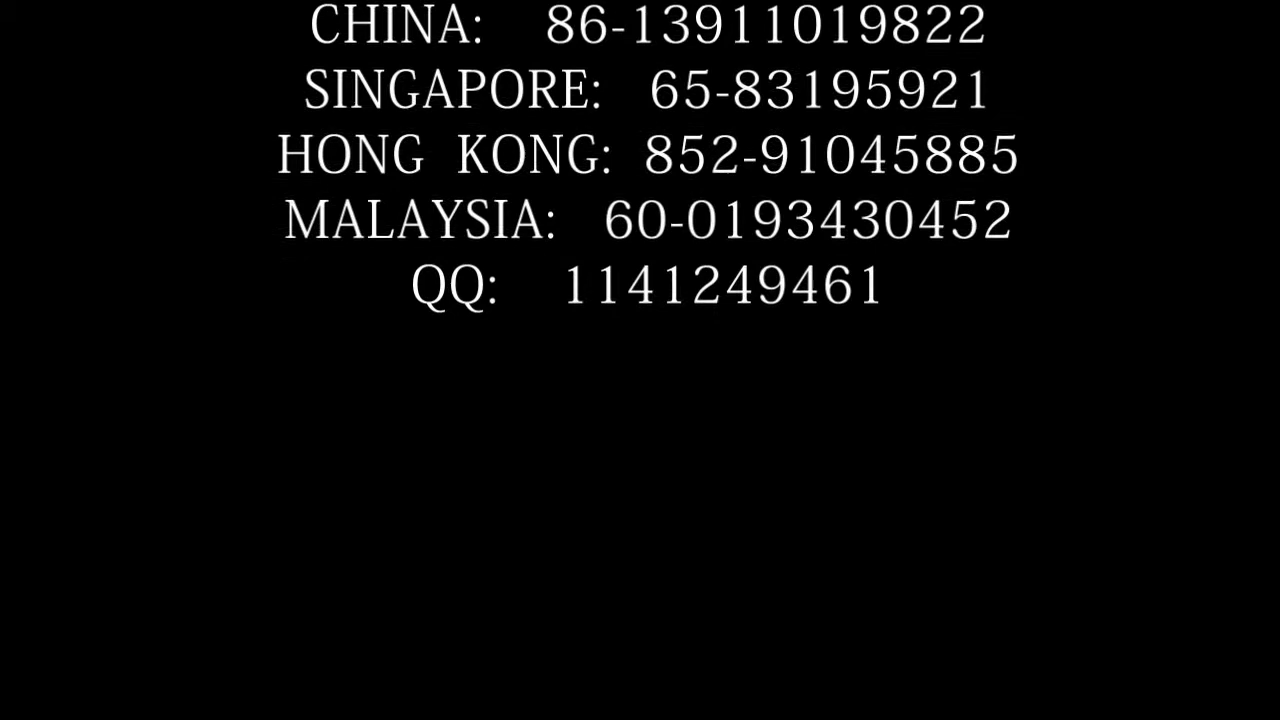 CHINA: 86-13911019822
SINGAPORE: 65-83195921
HONG KONG: 852-91045885
MALAYSIA: 60-0193430452
QQ: 1141249461